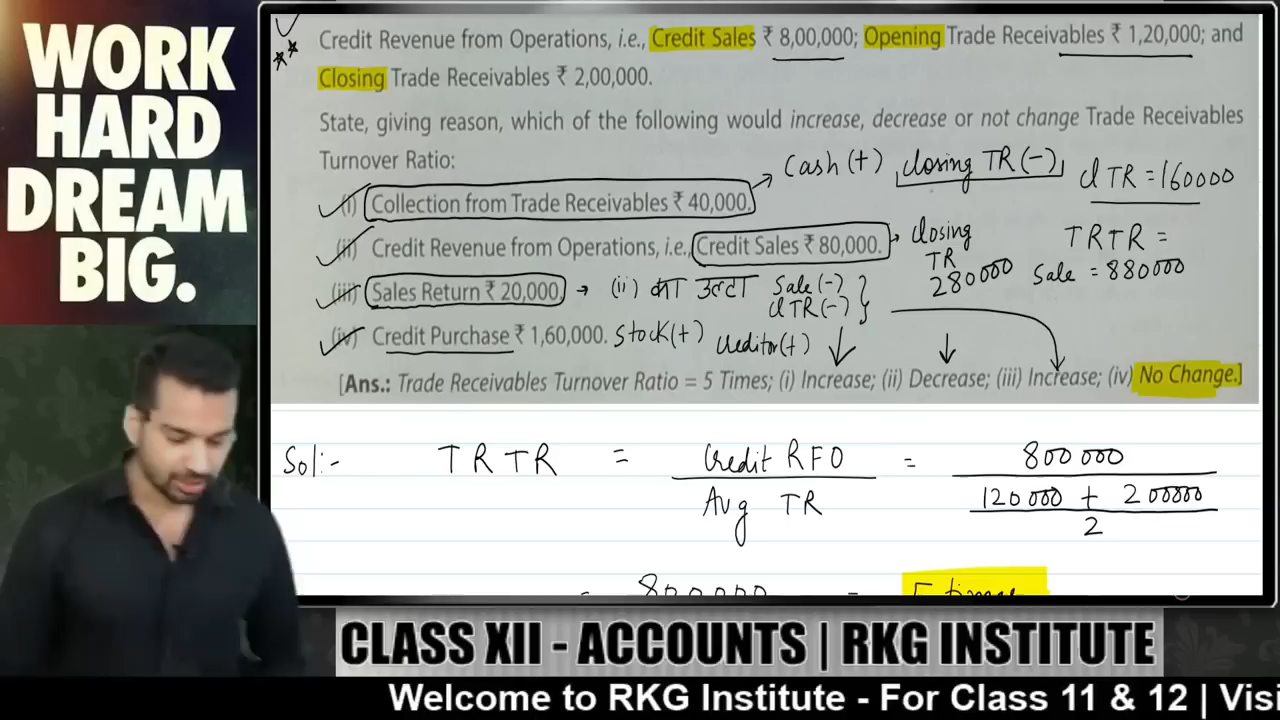 WORK
HARD
DREAM
BIG.
Credit Revenue from Operations, i.e., Credit Sales ₹ 8,00,000; Opening Trade Receivables ₹ 1,20,000; and
Closing Trade Receivables ₹ 2,00,000.
State, giving reason, which of the following would increase, decrease or not change Trade Receivables
Turnover Ratio:
Cash (+) closing TR (-) cl TR = 160000
(i) Collection from Trade Receivables ₹ 40,000.
(ii) Credit Revenue from Operations, i.e., Credit Sales ₹ 80,000.
closing
TR
280000
TRTR =
Sale = 880000
(iii) Sales Return ₹ 20,000 → (ii) का उल्टा Sale (-)
cl TR (-)
(iv) Credit Purchase ₹ 1,60,000. Stock (+) Creditor (+)
[Ans.: Trade Receivables Turnover Ratio = 5 Times; (i) Increase; (ii) Decrease; (iii) Increase; (iv) No Change.]
Sol:- TRTR = Credit RFO = 800000
Avg TR 120000 + 200000
2
= 800000 = 5 times
CLASS XII - ACCOUNTS | RKG INSTITUTE
Welcome to RKG Institute - For Class 11 & 12 | Visi